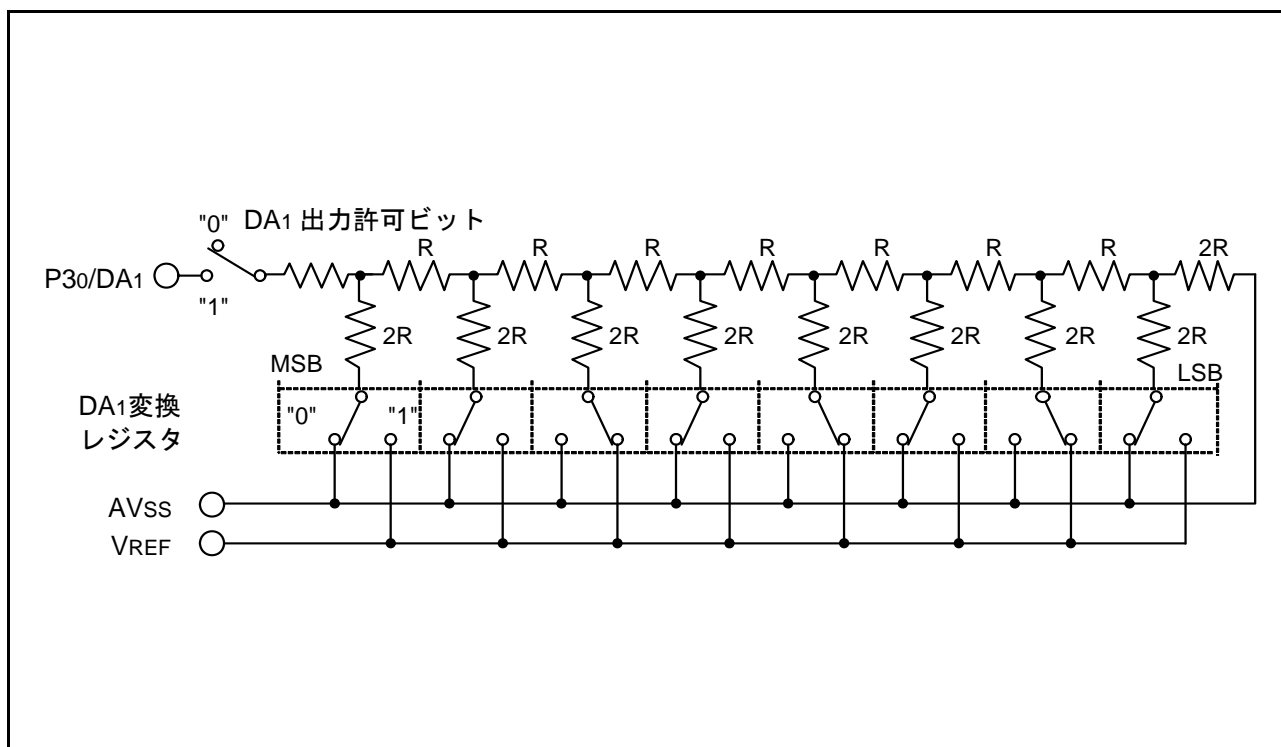 "0" DA1 出力許可ビット
P30/DA1
"1"
R R R R R R R 2R
2R 2R 2R 2R 2R 2R 2R 2R
MSB LSB
DA1変換
レジスタ
"0" "1"
AVSS
VREF